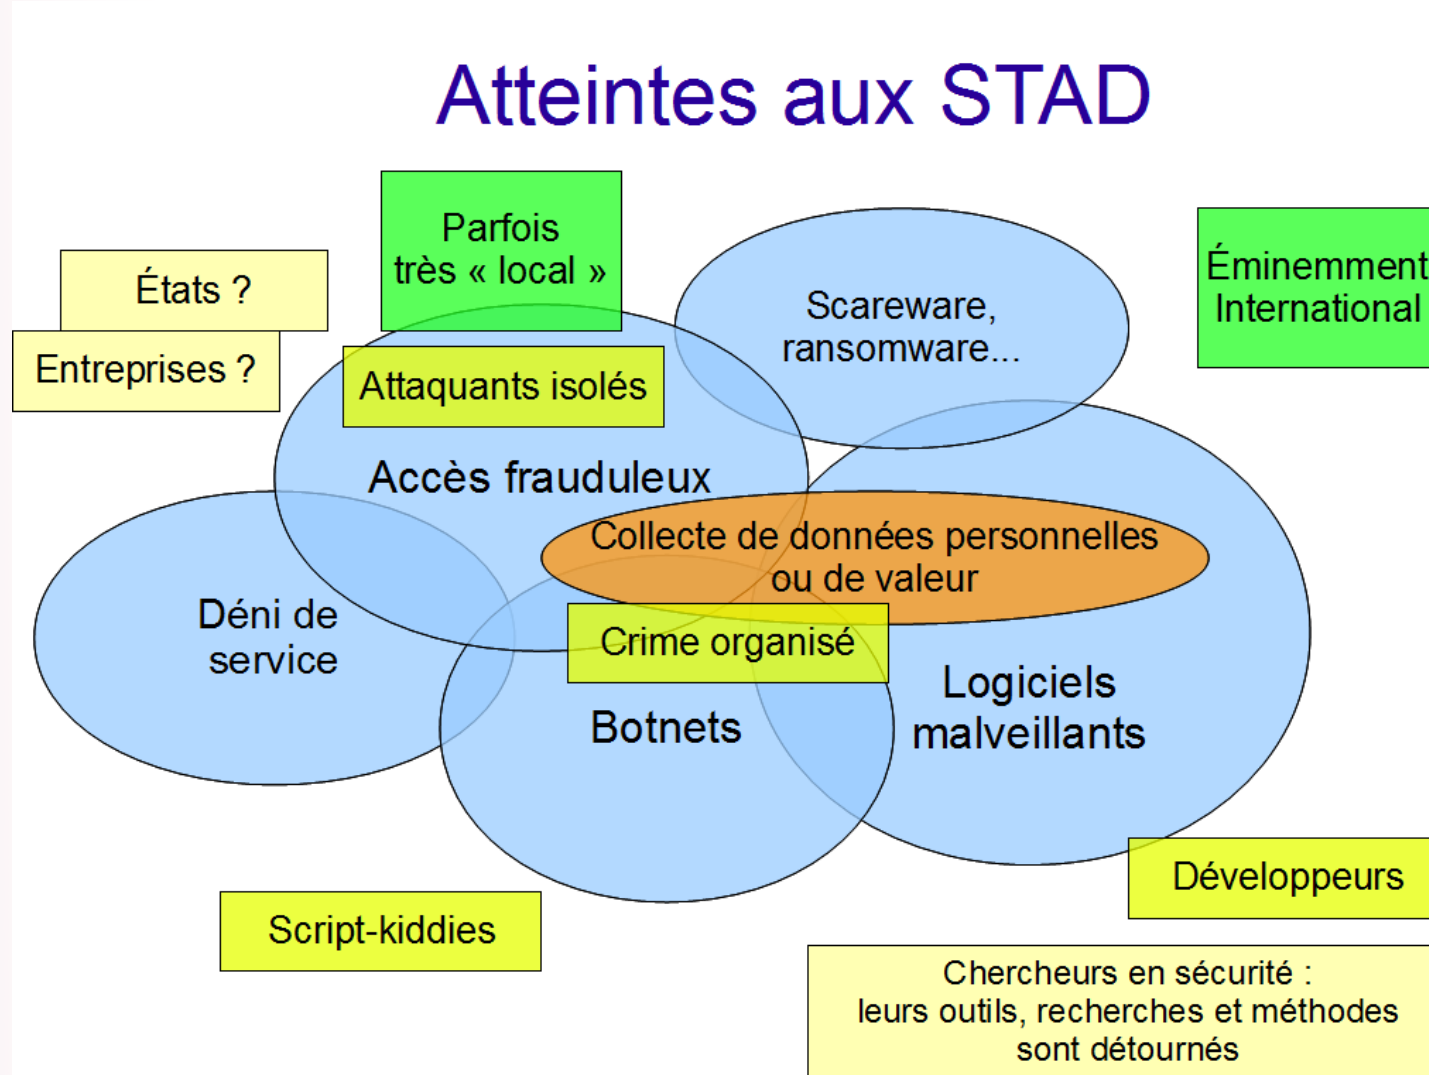 Atteintes aux STAD
Parfois
très « local »
Éminemment
International
États ?
Entreprises ?
Scareware,
ransomware...
Attaquants isolés
Accès frauduleux
Collecte de données personnelles
ou de valeur
Déni de
service
Crime organisé
Botnets
Logiciels
malveillants
Développeurs
Script-kiddies
Chercheurs en sécurité :
leurs outils, recherches et méthodes
sont détournés